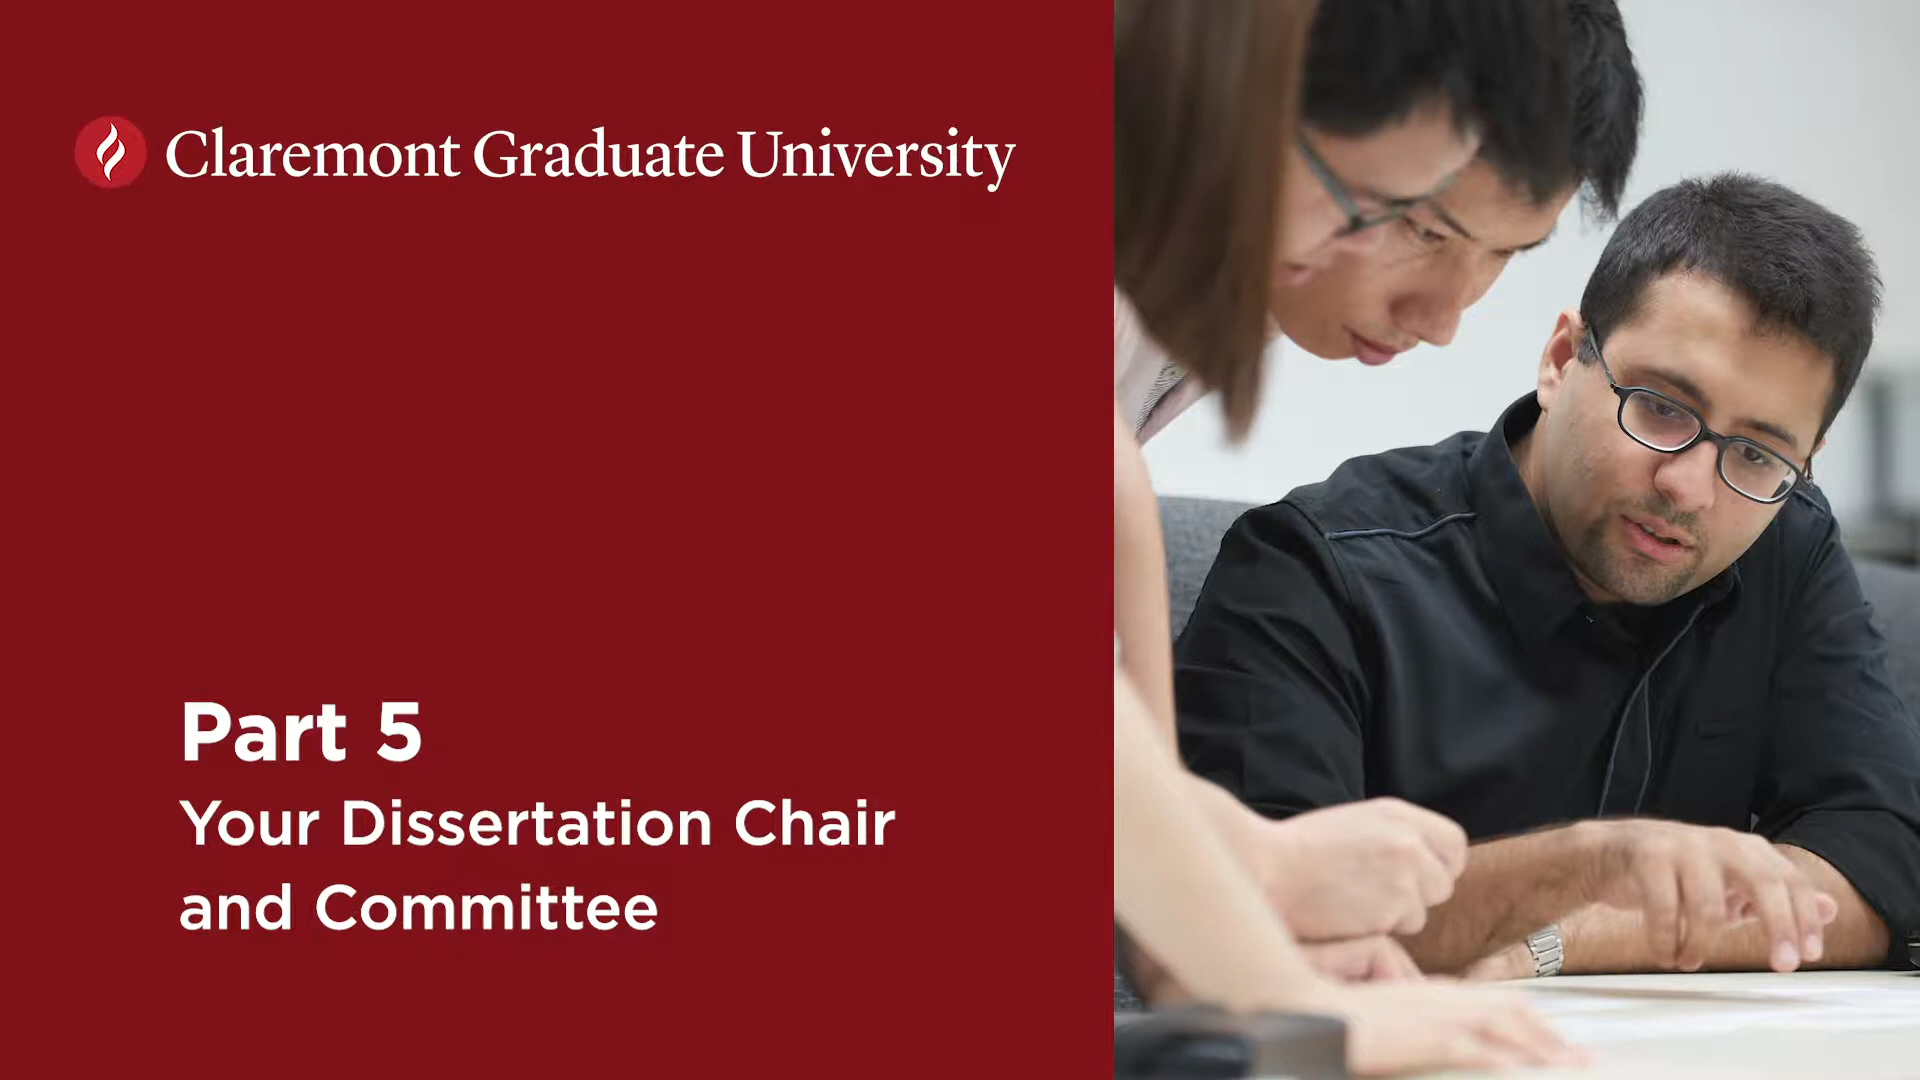 Claremont Graduate University
Part 5
Your Dissertation Chair
and Committee